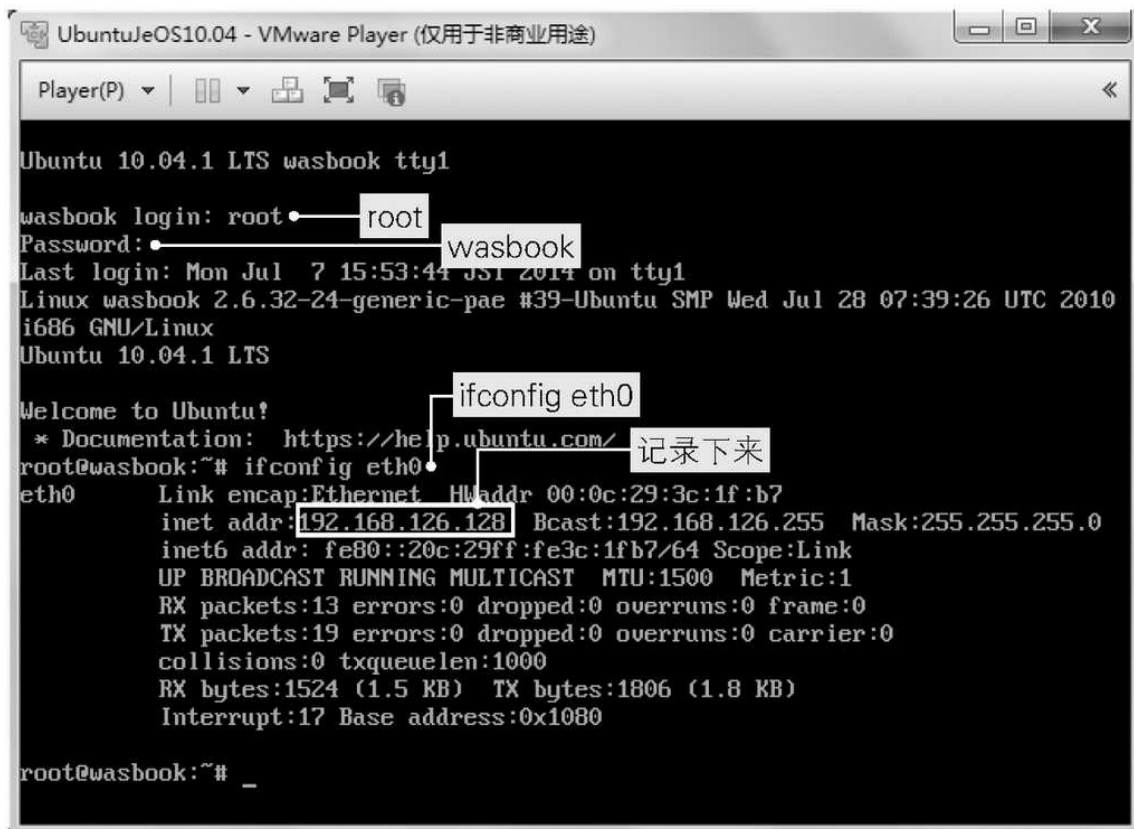 UbuntuJeOS10.04 - VMware Player (仅用于非商业用途)
Player(P)
Ubuntu 10.04.1 LTS wasbook tty1
wasbook login: root
root
Password:
wasbook
Last login: Mon Jul  7 15:53:44 JST 2014 on tty1
Linux wasbook 2.6.32-24-generic-pae #39-Ubuntu SMP Wed Jul 28 07:39:26 UTC 2010
i686 GNU/Linux
Ubuntu 10.04.1 LTS
ifconfig eth0
Welcome to Ubuntu!
 * Documentation:  https://help.ubuntu.com/
记录下来
root@wasbook:~# ifconfig eth0
eth0      Link encap:Ethernet  HWaddr 00:0c:29:3c:1f:b7
          inet addr:192.168.126.128  Bcast:192.168.126.255  Mask:255.255.255.0
          inet6 addr: fe80::20c:29ff:fe3c:1fb7/64 Scope:Link
          UP BROADCAST RUNNING MULTICAST  MTU:1500  Metric:1
          RX packets:13 errors:0 dropped:0 overruns:0 frame:0
          TX packets:19 errors:0 dropped:0 overruns:0 carrier:0
          collisions:0 txqueuelen:1000
          RX bytes:1524 (1.5 KB)  TX bytes:1806 (1.8 KB)
          Interrupt:17 Base address:0x1080
root@wasbook:~# _